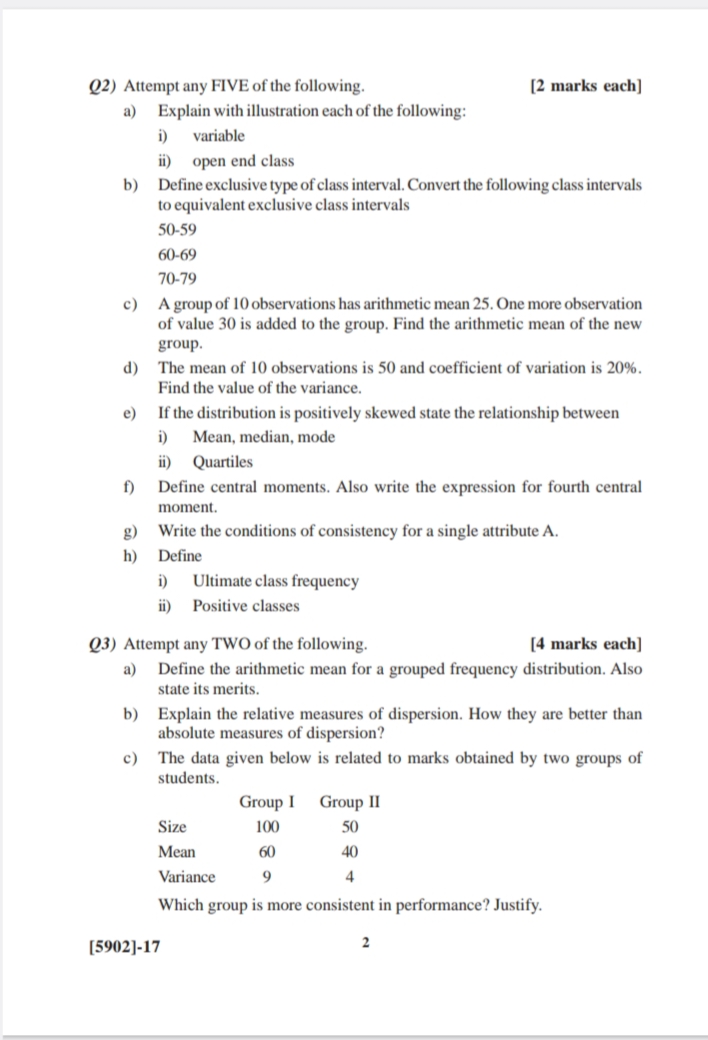 Q2) Attempt any FIVE of the following. [2 marks each]
a) Explain with illustration each of the following:
i) variable
ii) open end class
b) Define exclusive type of class interval. Convert the following class intervals
to equivalent exclusive class intervals
50-59
60-69
70-79
c) A group of 10 observations has arithmetic mean 25. One more observation
of value 30 is added to the group. Find the arithmetic mean of the new
group.
d) The mean of 10 observations is 50 and coefficient of variation is 20%.
Find the value of the variance.
e) If the distribution is positively skewed state the relationship between
i) Mean, median, mode
ii) Quartiles
f) Define central moments. Also write the expression for fourth central
moment.
g) Write the conditions of consistency for a single attribute A.
h) Define
i) Ultimate class frequency
ii) Positive classes
Q3) Attempt any TWO of the following. [4 marks each]
a) Define the arithmetic mean for a grouped frequency distribution. Also
state its merits.
b) Explain the relative measures of dispersion. How they are better than
absolute measures of dispersion?
c) The data given below is related to marks obtained by two groups of
students.
Group I Group II
Size 100 50
Mean 60 40
Variance 9 4
Which group is more consistent in performance? Justify.
[5902]-17 2